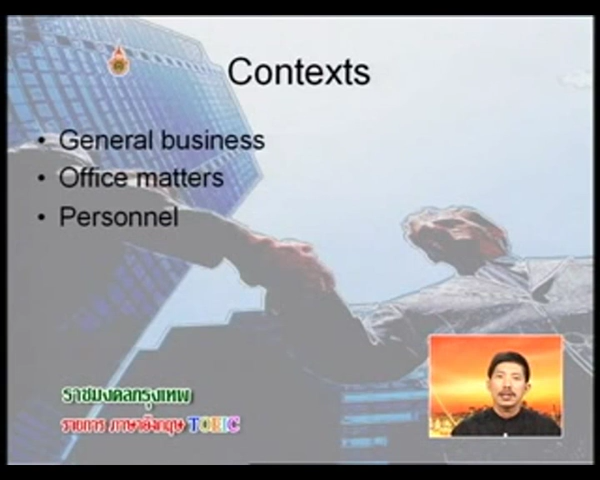 Contexts
• General business
• Office matters
• Personnel
ราชมงคลกรุงเทพ
รายการ ภาษาอังกฤษ TOEIC